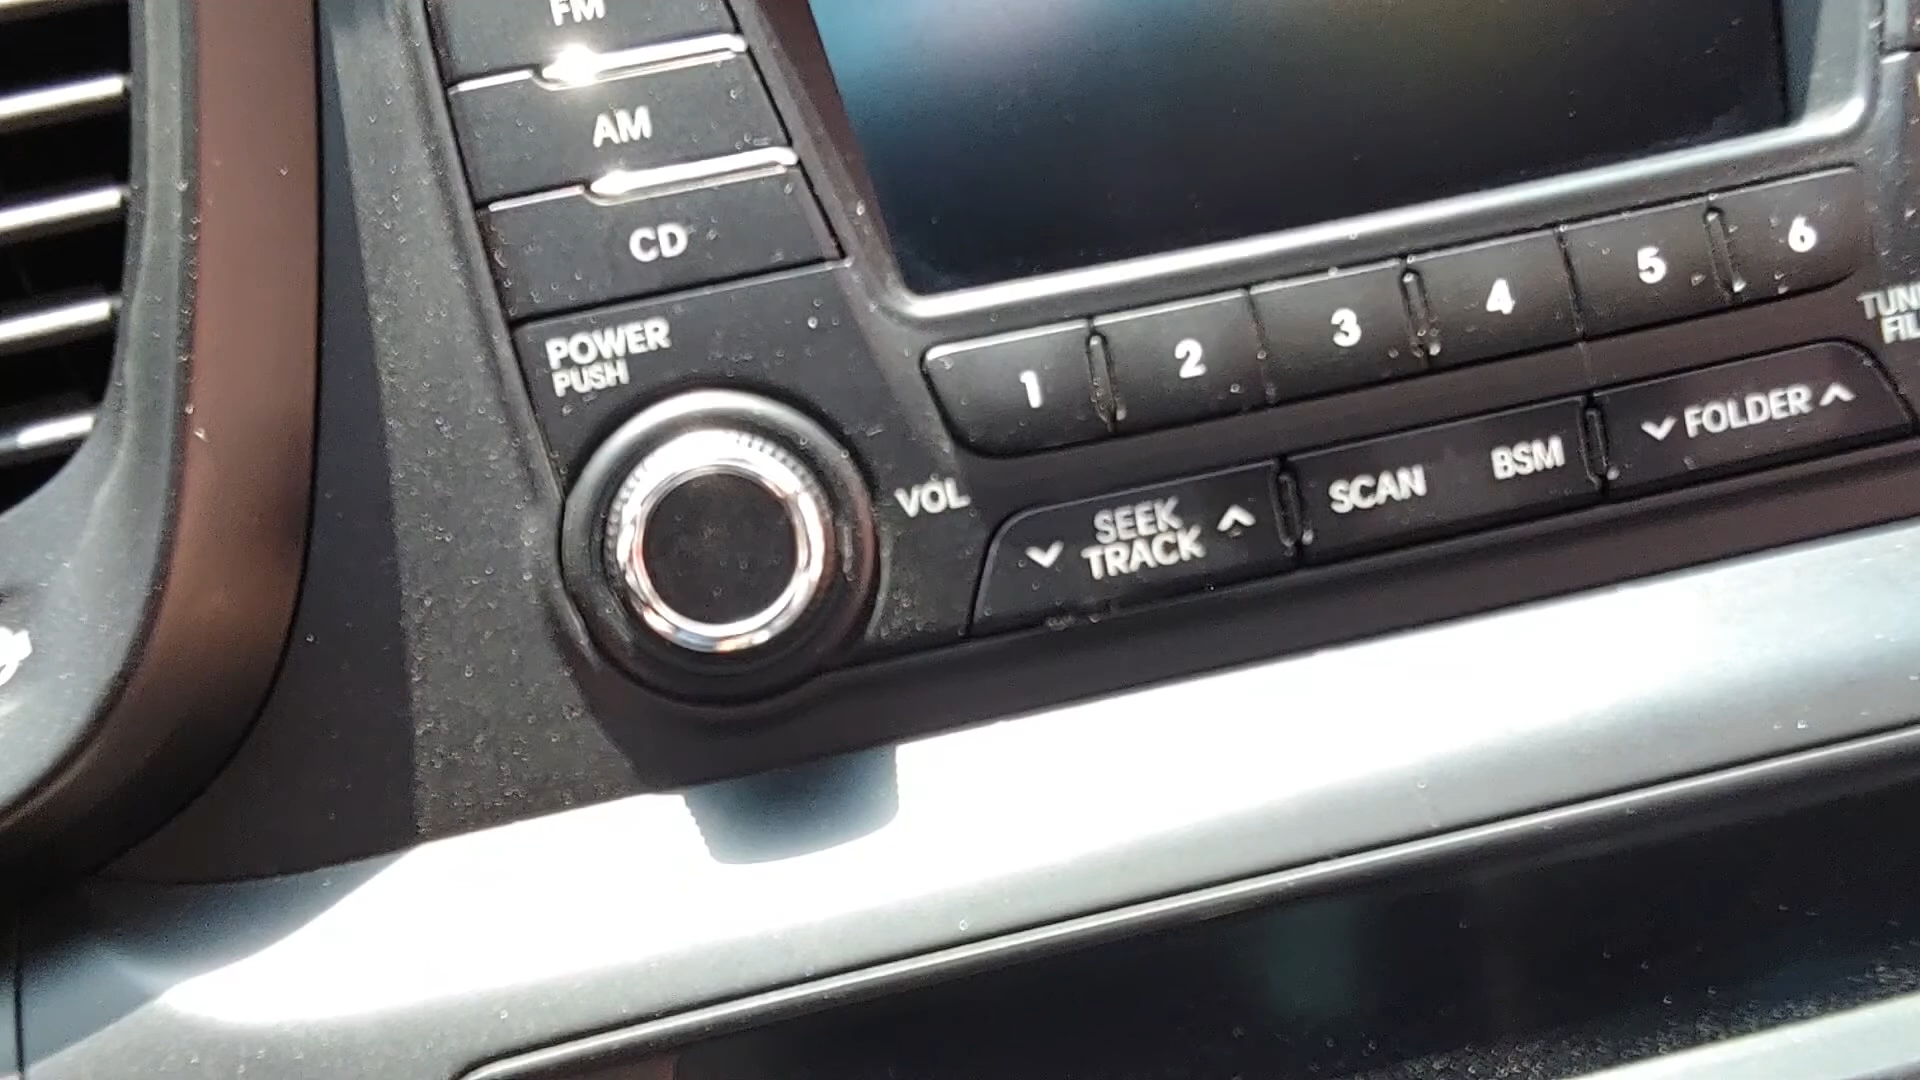 FM
AM
CD
POWER
PUSH
VOL
1 2 3 4 5 6
SEEK
TRACK
SCAN BSM
FOLDER